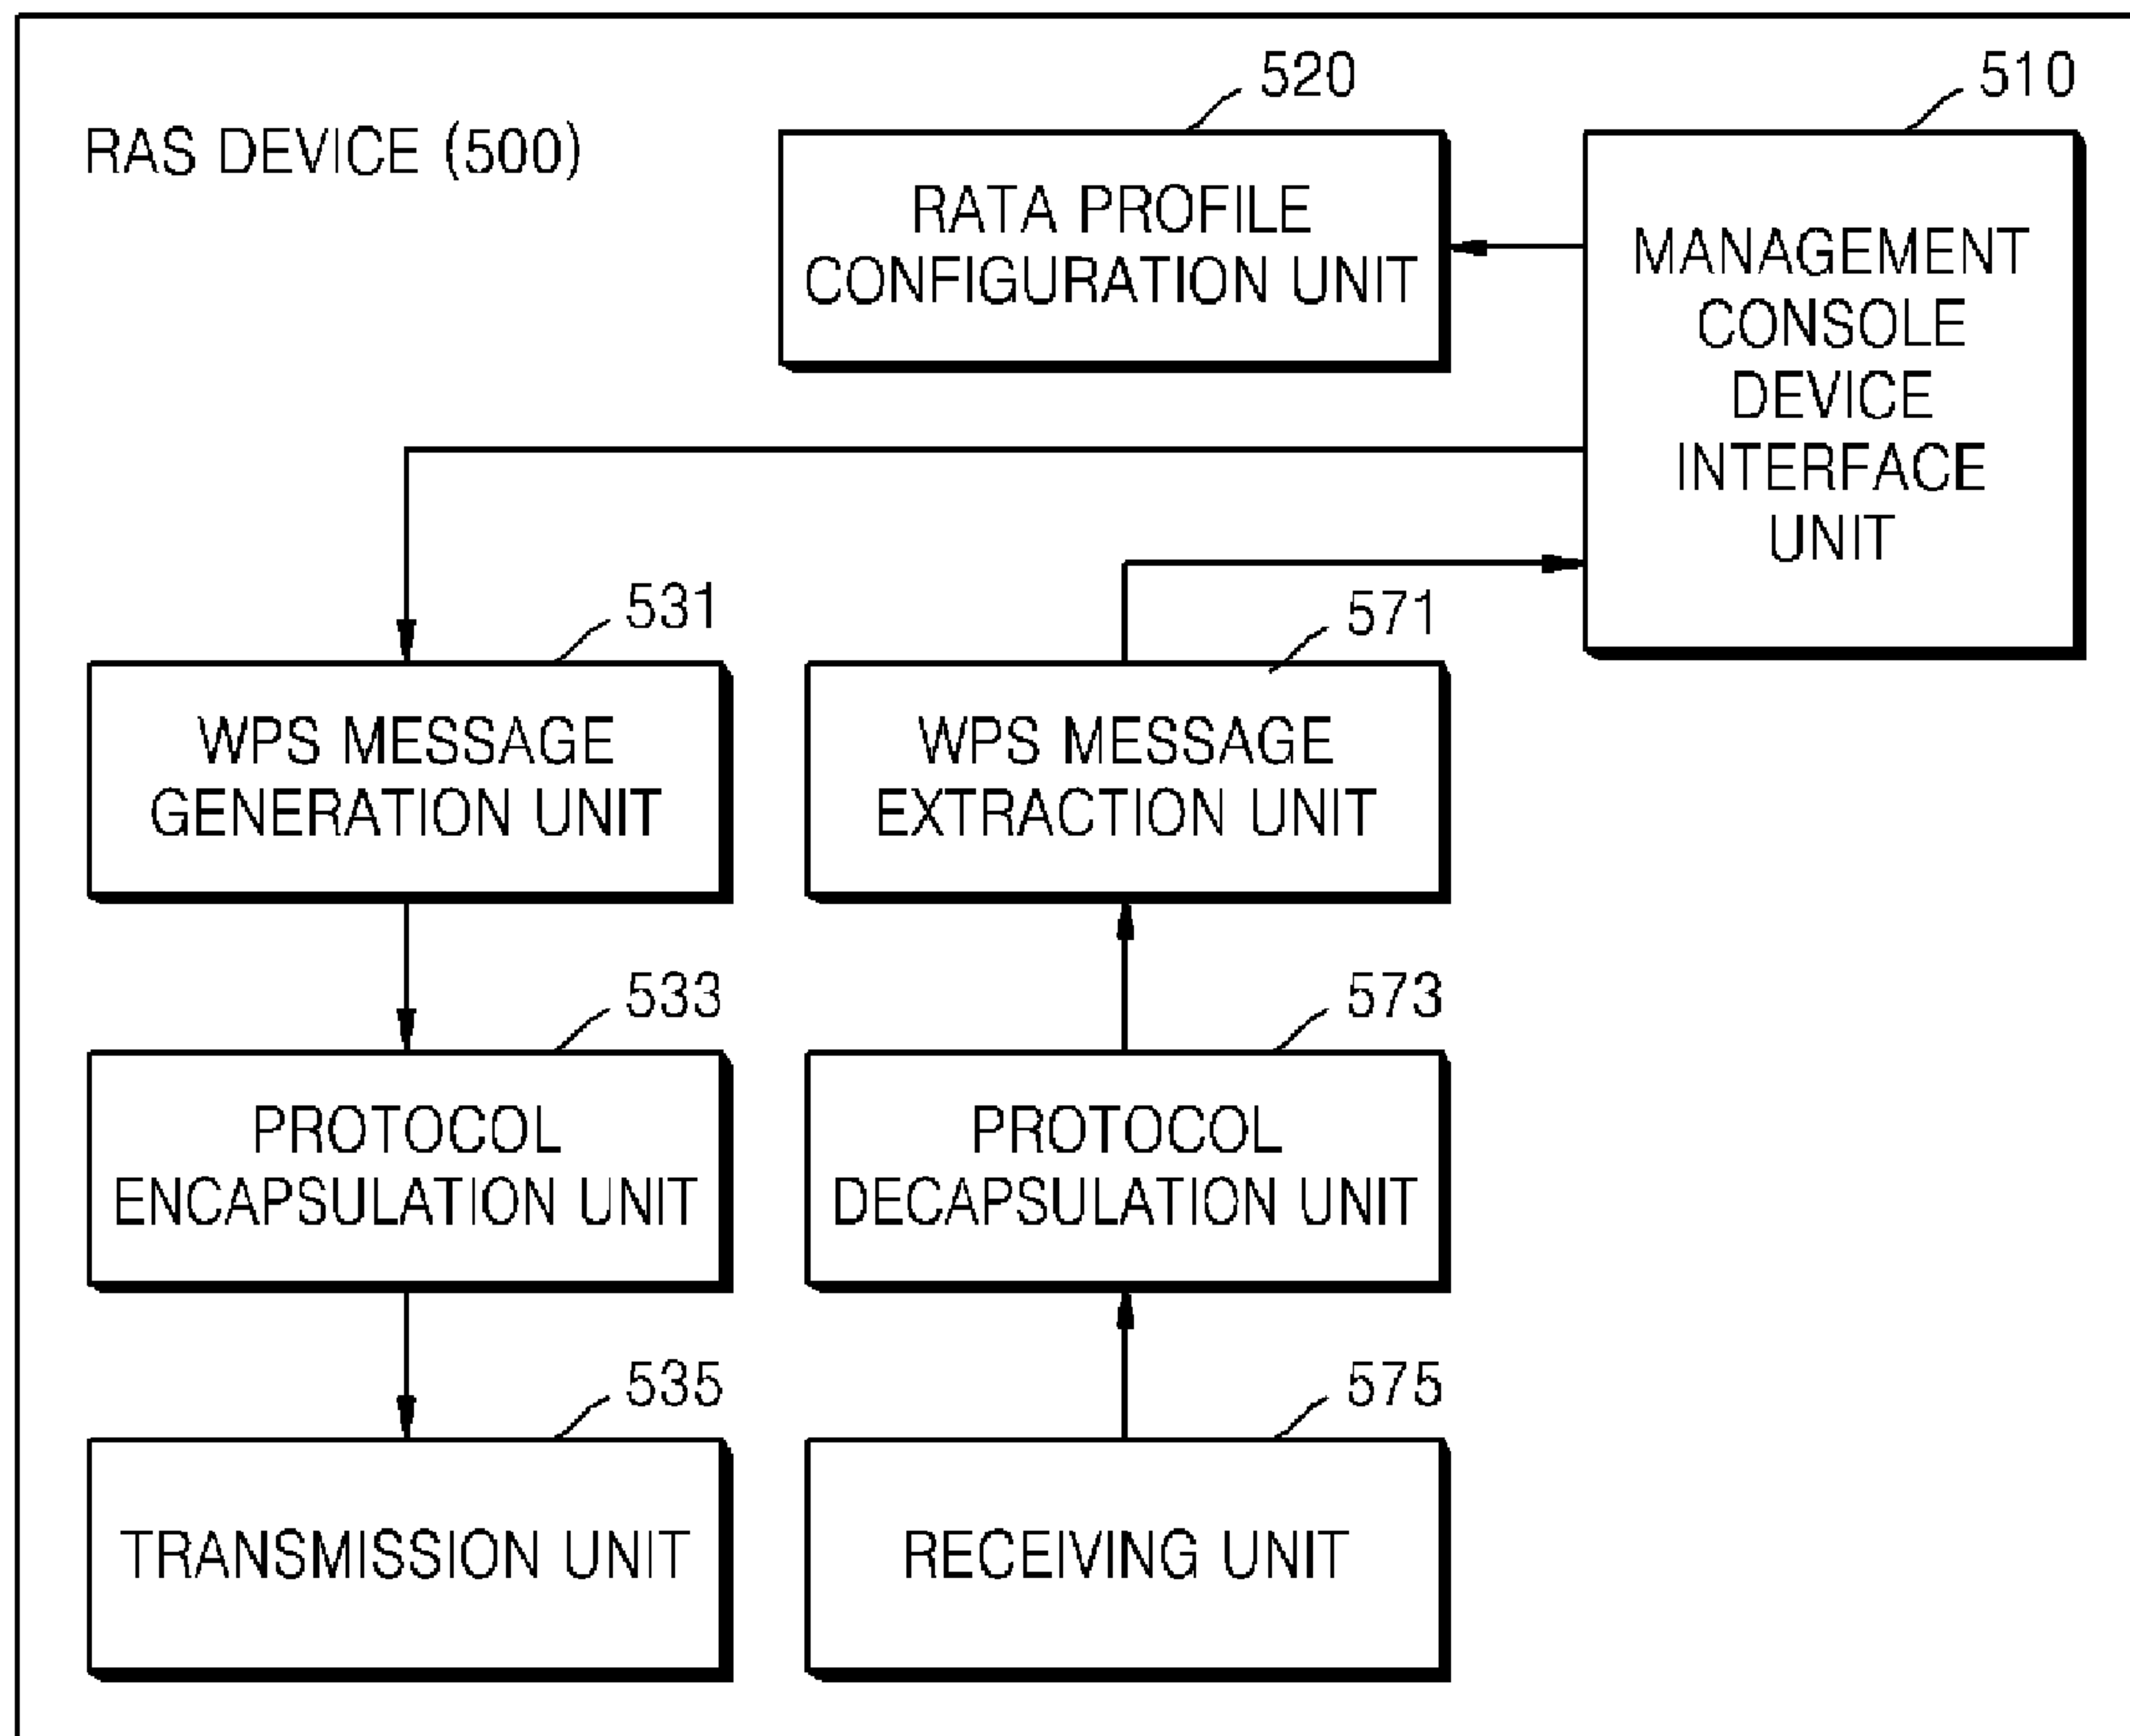 RAS DEVICE (500)
520
510
RATA PROFILE
CONFIGURATION UNIT
MANAGEMENT
CONSOLE
DEVICE
INTERFACE
UNIT
531
571
WPS MESSAGE
GENERATION UNIT
WPS MESSAGE
EXTRACTION UNIT
533
573
PROTOCOL
ENCAPSULATION UNIT
PROTOCOL
DECAPSULATION UNIT
535
575
TRANSMISSION UNIT
RECEIVING UNIT